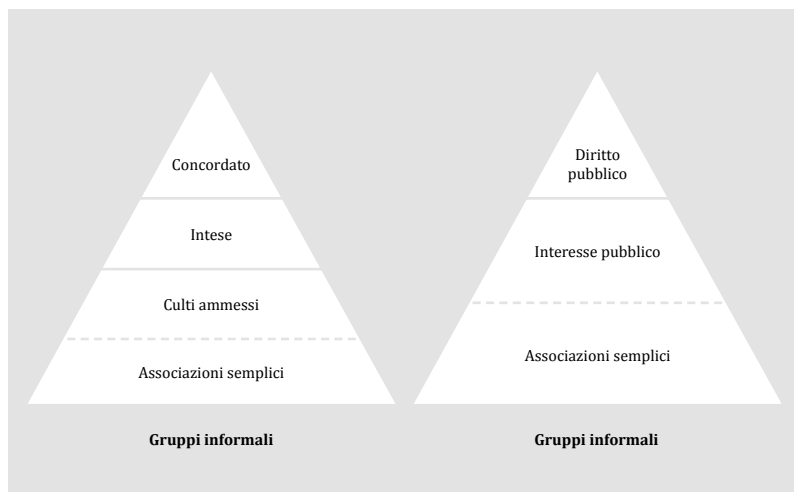 Concordato
Intese
Culti ammessi
Associazioni semplici
Gruppi informali
Diritto
pubblico
Interesse pubblico
Associazioni semplici
Gruppi informali